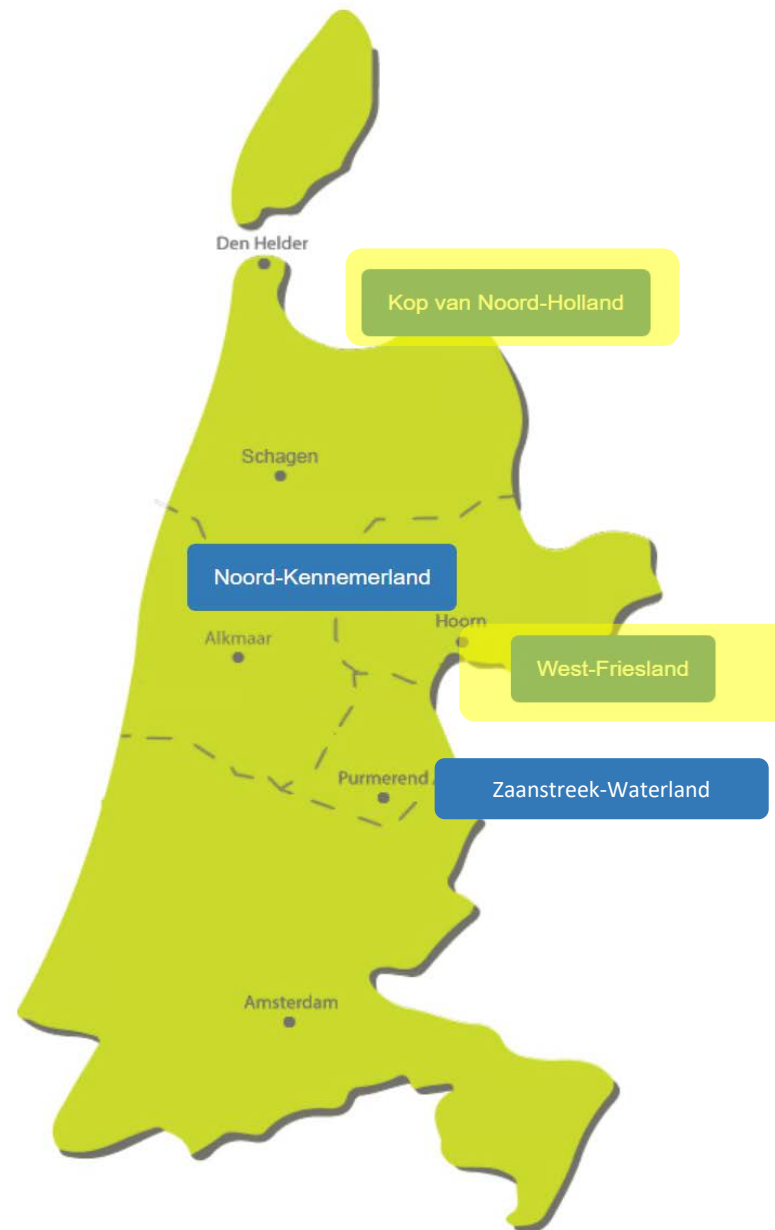 Den Helder
Kop van Noord-Holland
Schagen
Noord-Kennemerland
Hoorn
Alkmaar
West-Friesland
Purmerend
Zaanstreek-Waterland
Amsterdam